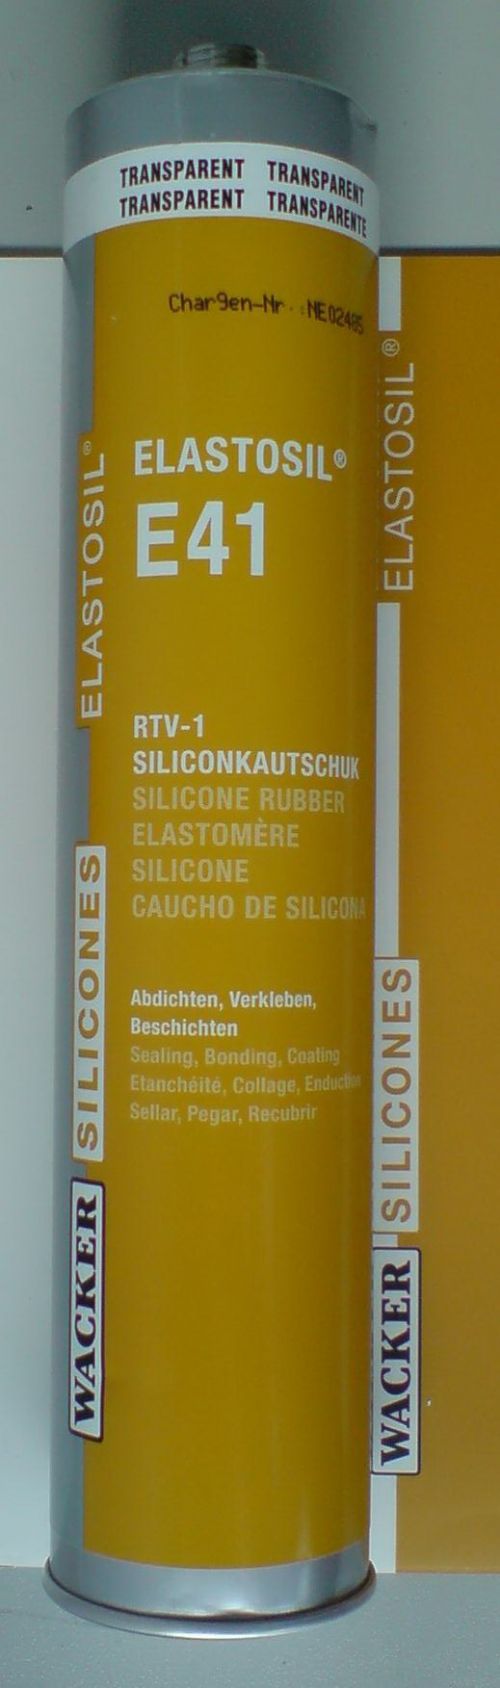 TRANSPARENT TRANSPARENT
TRANSPARENT TRANSPARENTE
Chargen-Nr.:NE02485
ELASTOSIL®
E41
RTV-1
SILICONKAUTSCHUK
SILICONE RUBBER
ELASTOMÈRE
SILICONE
CAUCHO DE SILICONA
Abdichten, Verkleben,
Beschichten
Sealing, Bonding, Coating
Etanchéité, Collage, Enduction
Sellar, Pegar, Recubrir
WACKER SILICONES ELASTOSIL®
WACKER SILICONES ELASTOSIL®